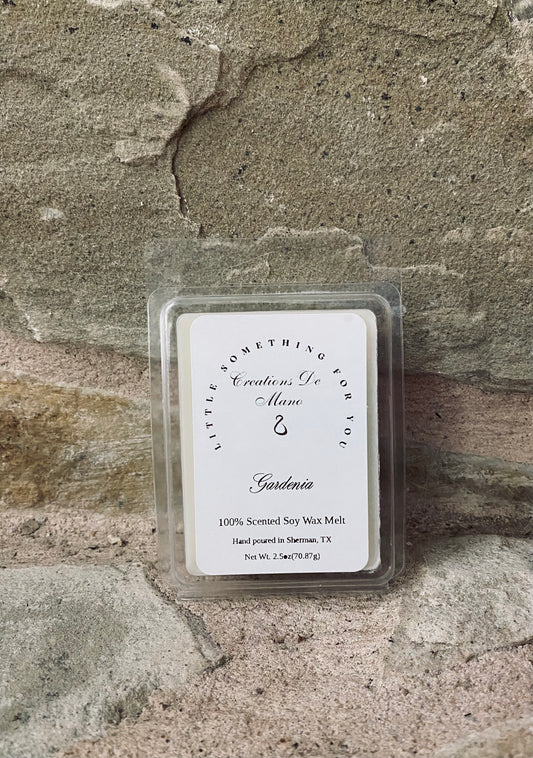 LITTLE SOMETHING FOR YOU
Creations De
Mano
Gardenia
100% Scented Soy Wax Melt
Hand poured in Sherman, TX
Net Wt. 2.5oz(70.87g)